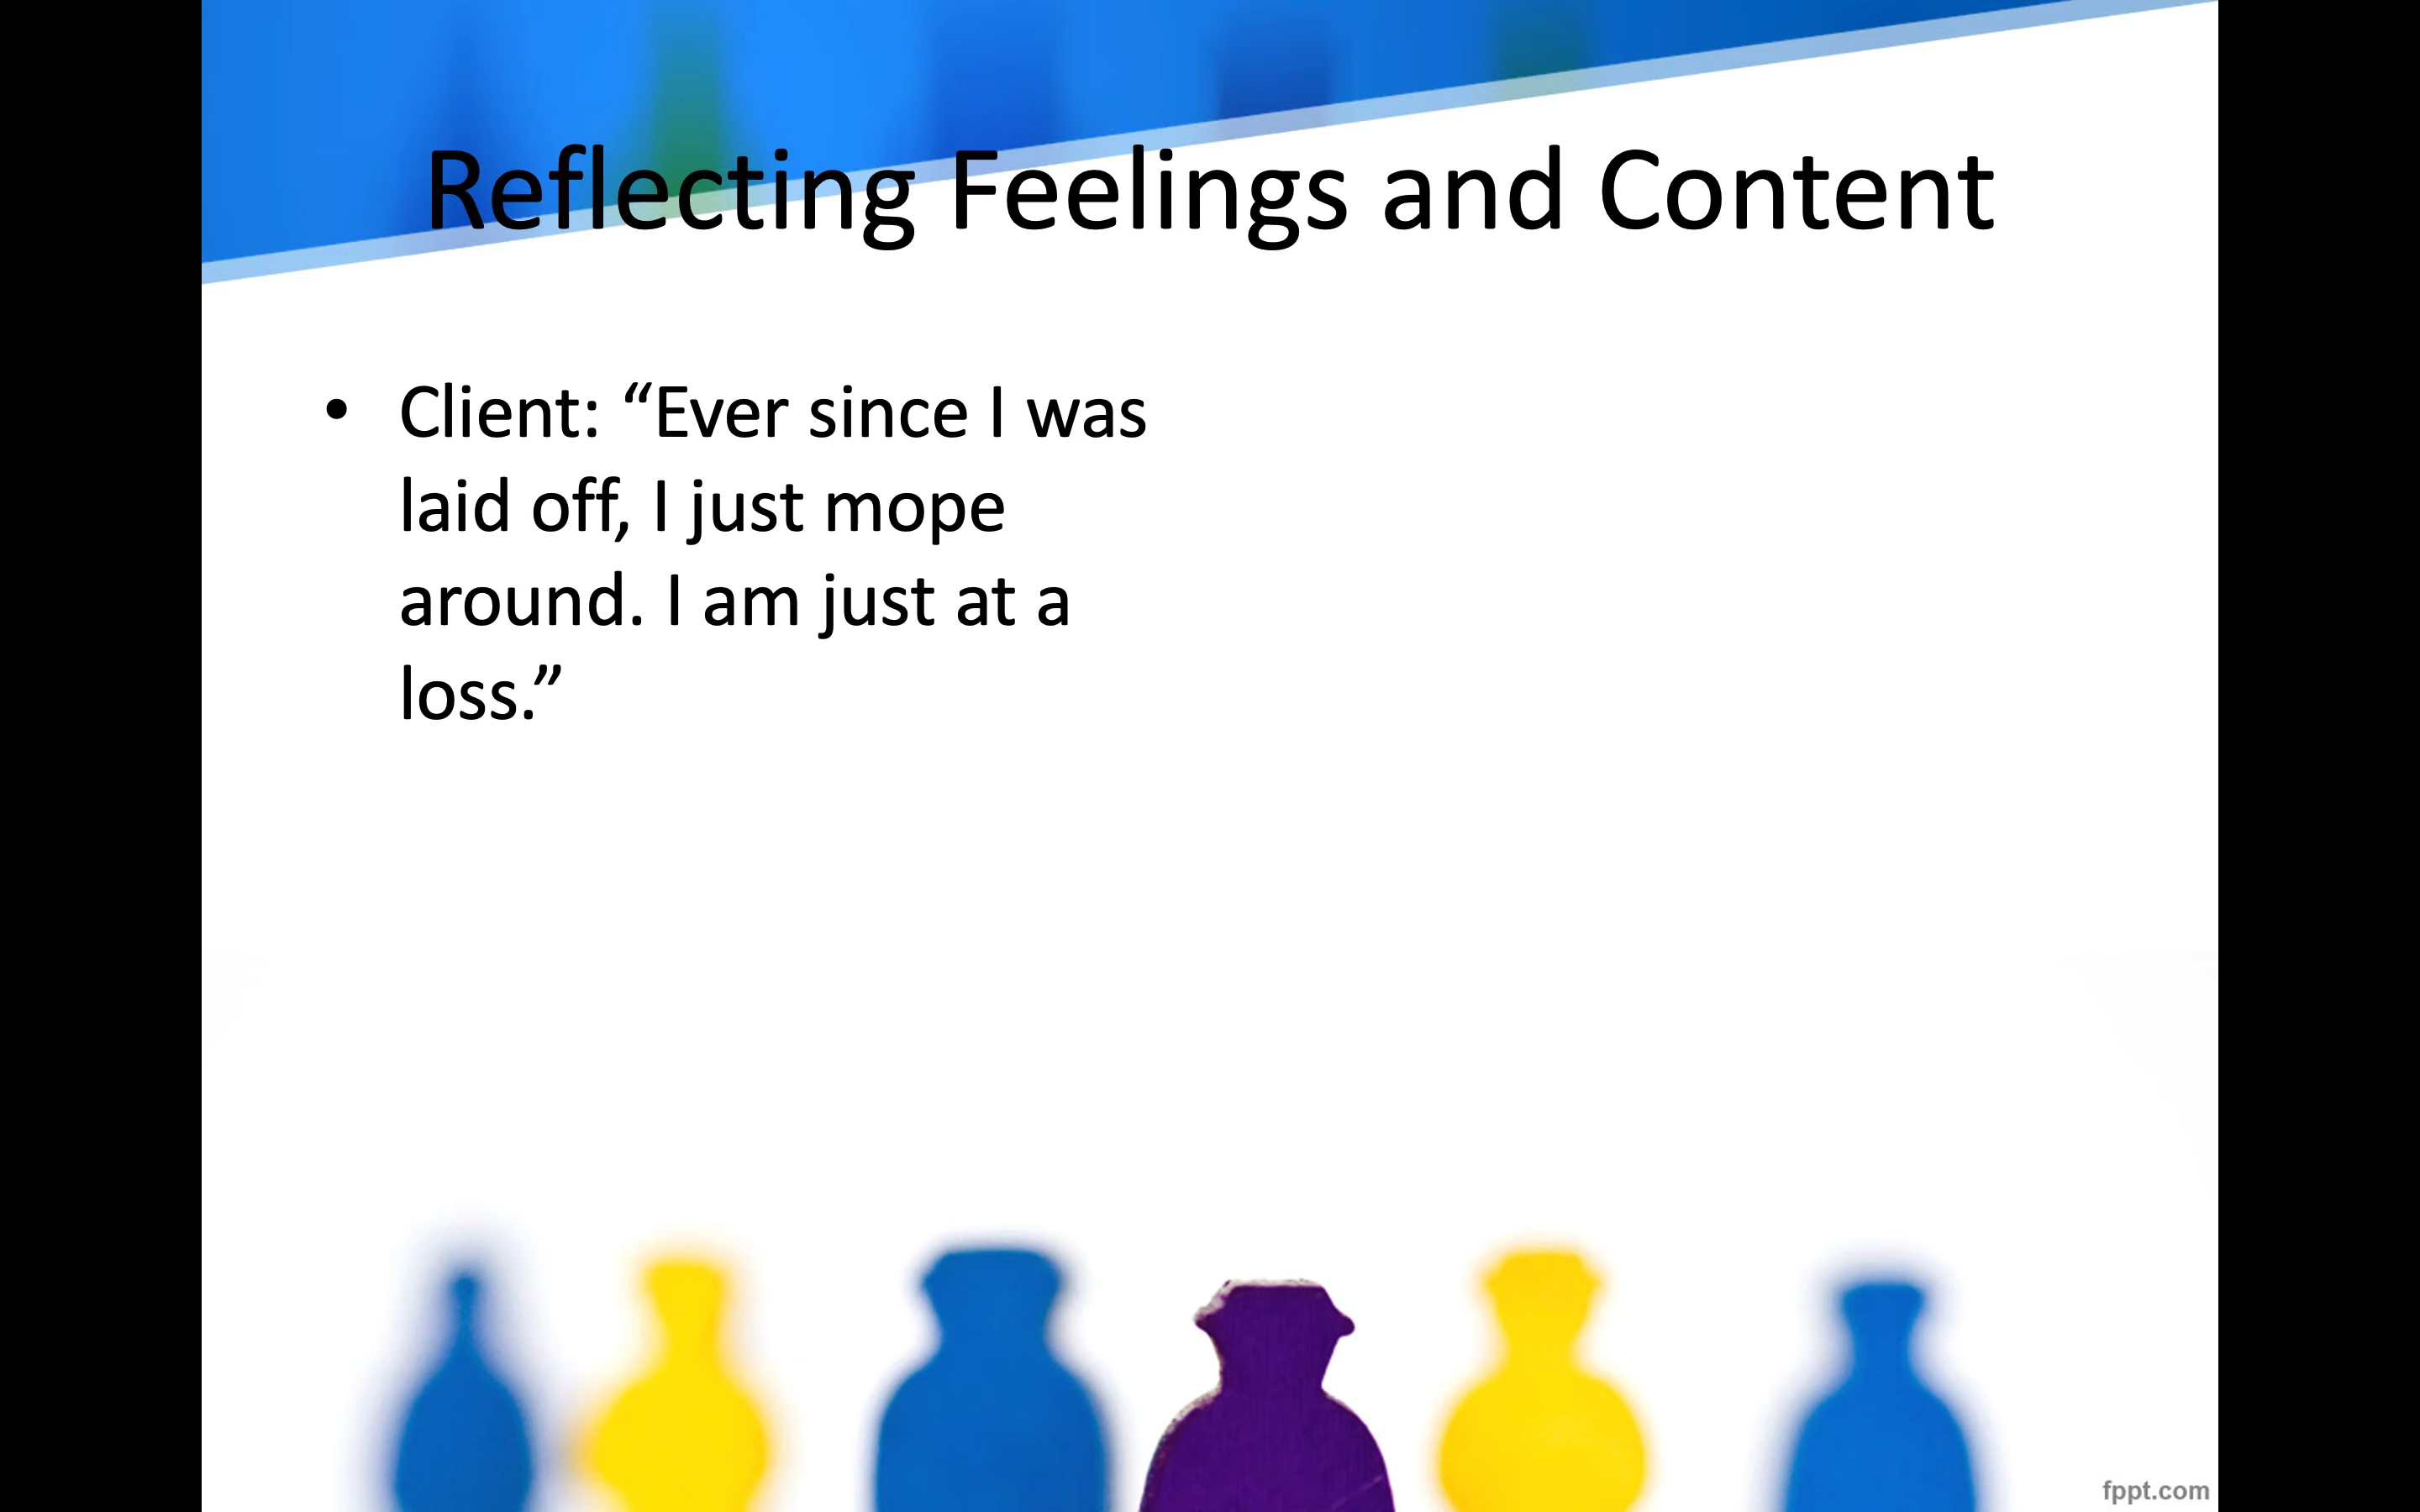 Reflecting Feelings and Content
• Client: “Ever since I was
laid off, I just mope
around. I am just at a
loss.”
fppt.com